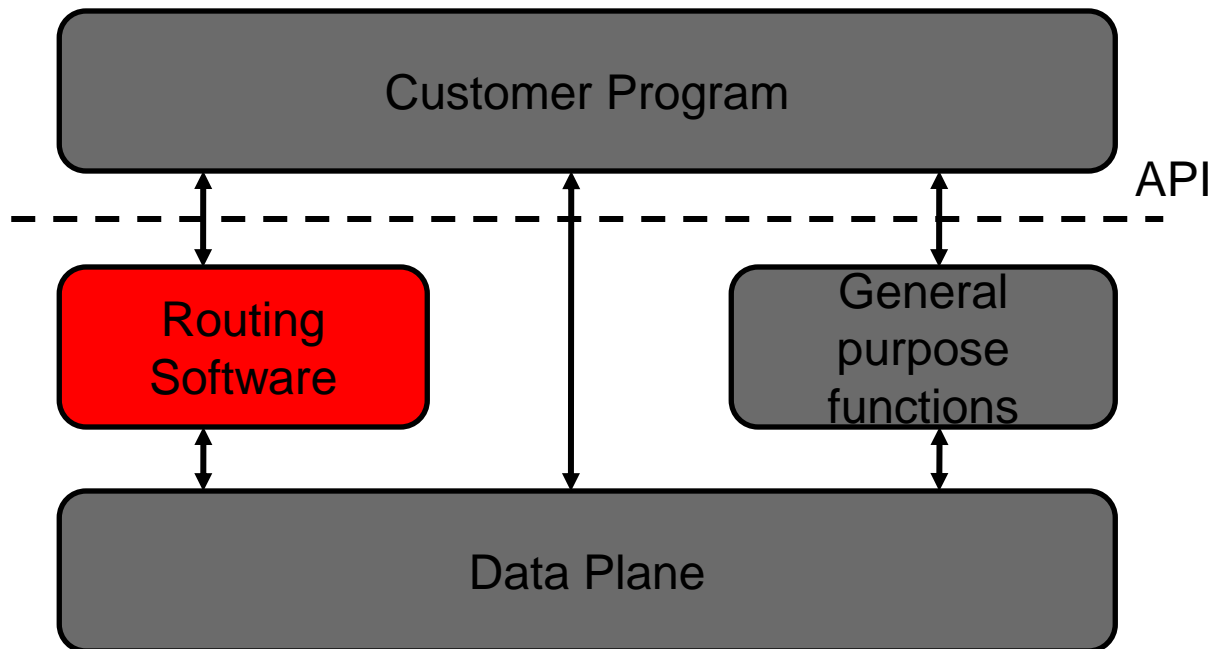 Customer Program
API
Routing
Software
General
purpose
functions
Data Plane